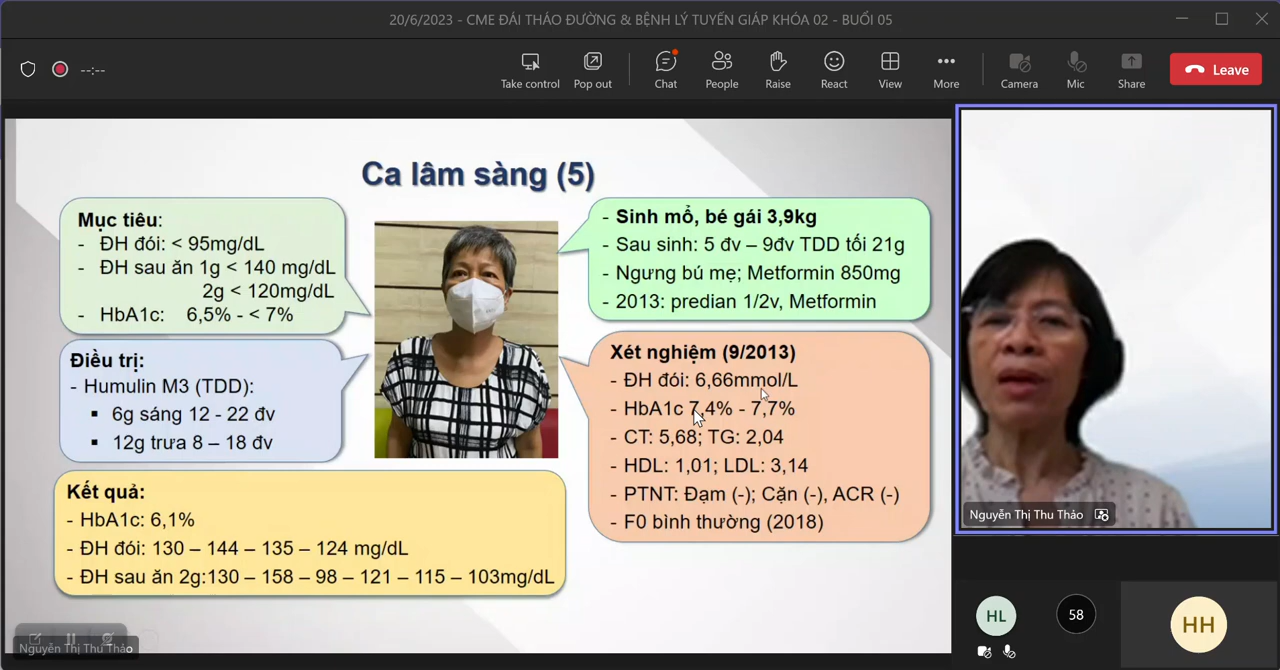 20/6/2023 - CME ĐÁI THÁO ĐƯỜNG & BỆNH LÝ TUYẾN GIÁP KHÓA 02 - BUỔI 05
--:--
Take control
Pop out
Chat
People
Raise
React
View
More
Camera
Mic
Share
Leave
Ca lâm sàng (5)
Mục tiêu:
- ĐH đói: < 95mg/dL
- ĐH sau ăn 1g < 140 mg/dL
2g < 120mg/dL
- HbA1c: 6,5% - < 7%
Điều trị:
- Humulin M3 (TDD):
▪ 6g sáng 12 - 22 đv
▪ 12g trưa 8 – 18 đv
Kết quả:
- HbA1c: 6,1%
- ĐH đói: 130 – 144 – 135 – 124 mg/dL
- ĐH sau ăn 2g:130 – 158 – 98 – 121 – 115 – 103mg/dL
- Sinh mổ, bé gái 3,9kg
- Sau sinh: 5 đv – 9đv TDD tối 21g
- Ngưng bú mẹ; Metformin 850mg
- 2013: predian 1/2v, Metformin
Xét nghiệm (9/2013)
- ĐH đói: 6,66mmol/L
- HbA1c 7,4% - 7,7%
- CT: 5,68; TG: 2,04
- HDL: 1,01; LDL: 3,14
- PTNT: Đạm (-); Cặn (-), ACR (-)
- F0 bình thường (2018)
Nguyễn Thị Thu Thảo
Nguyễn Thị Thu Thảo
HL
58
HH